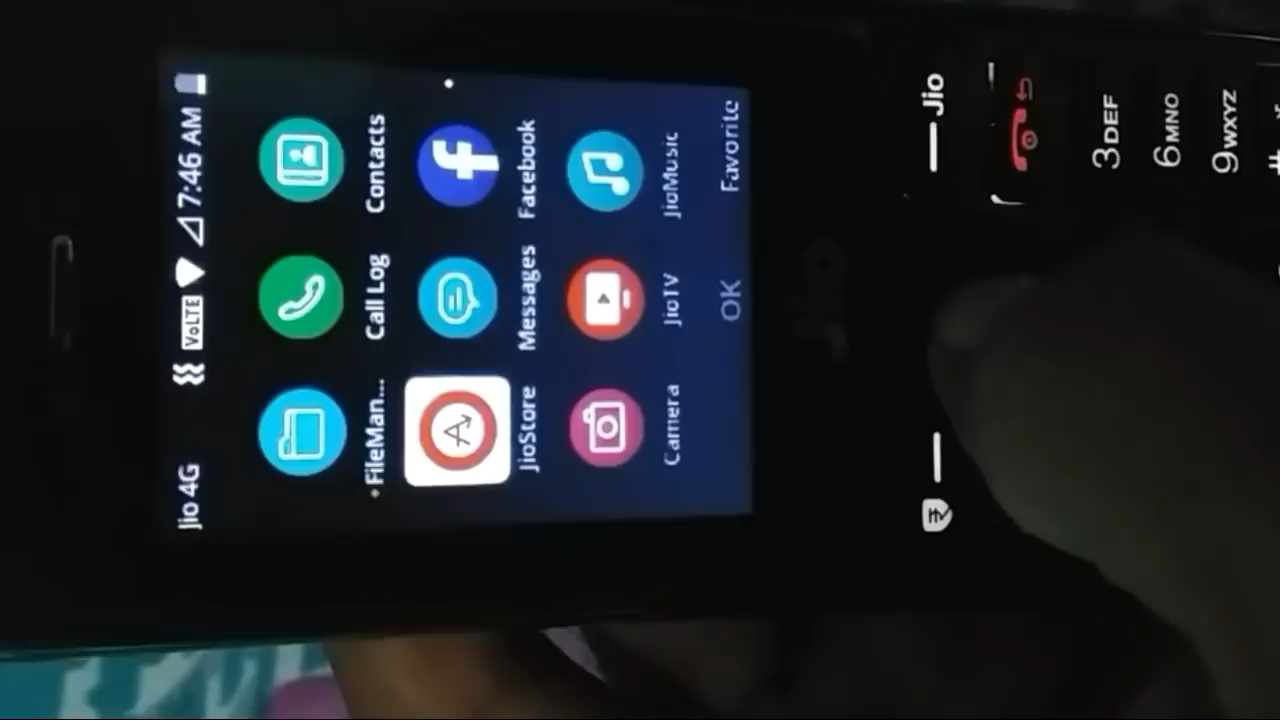 Jio 4G VoLTE 7:46 AM
FileMan... Call Log Contacts
JioStore Messages Facebook
Camera JioTV JioMusic
OK Favorite
Jio
Jio
3DEF
6MNO
9WXYZ
#